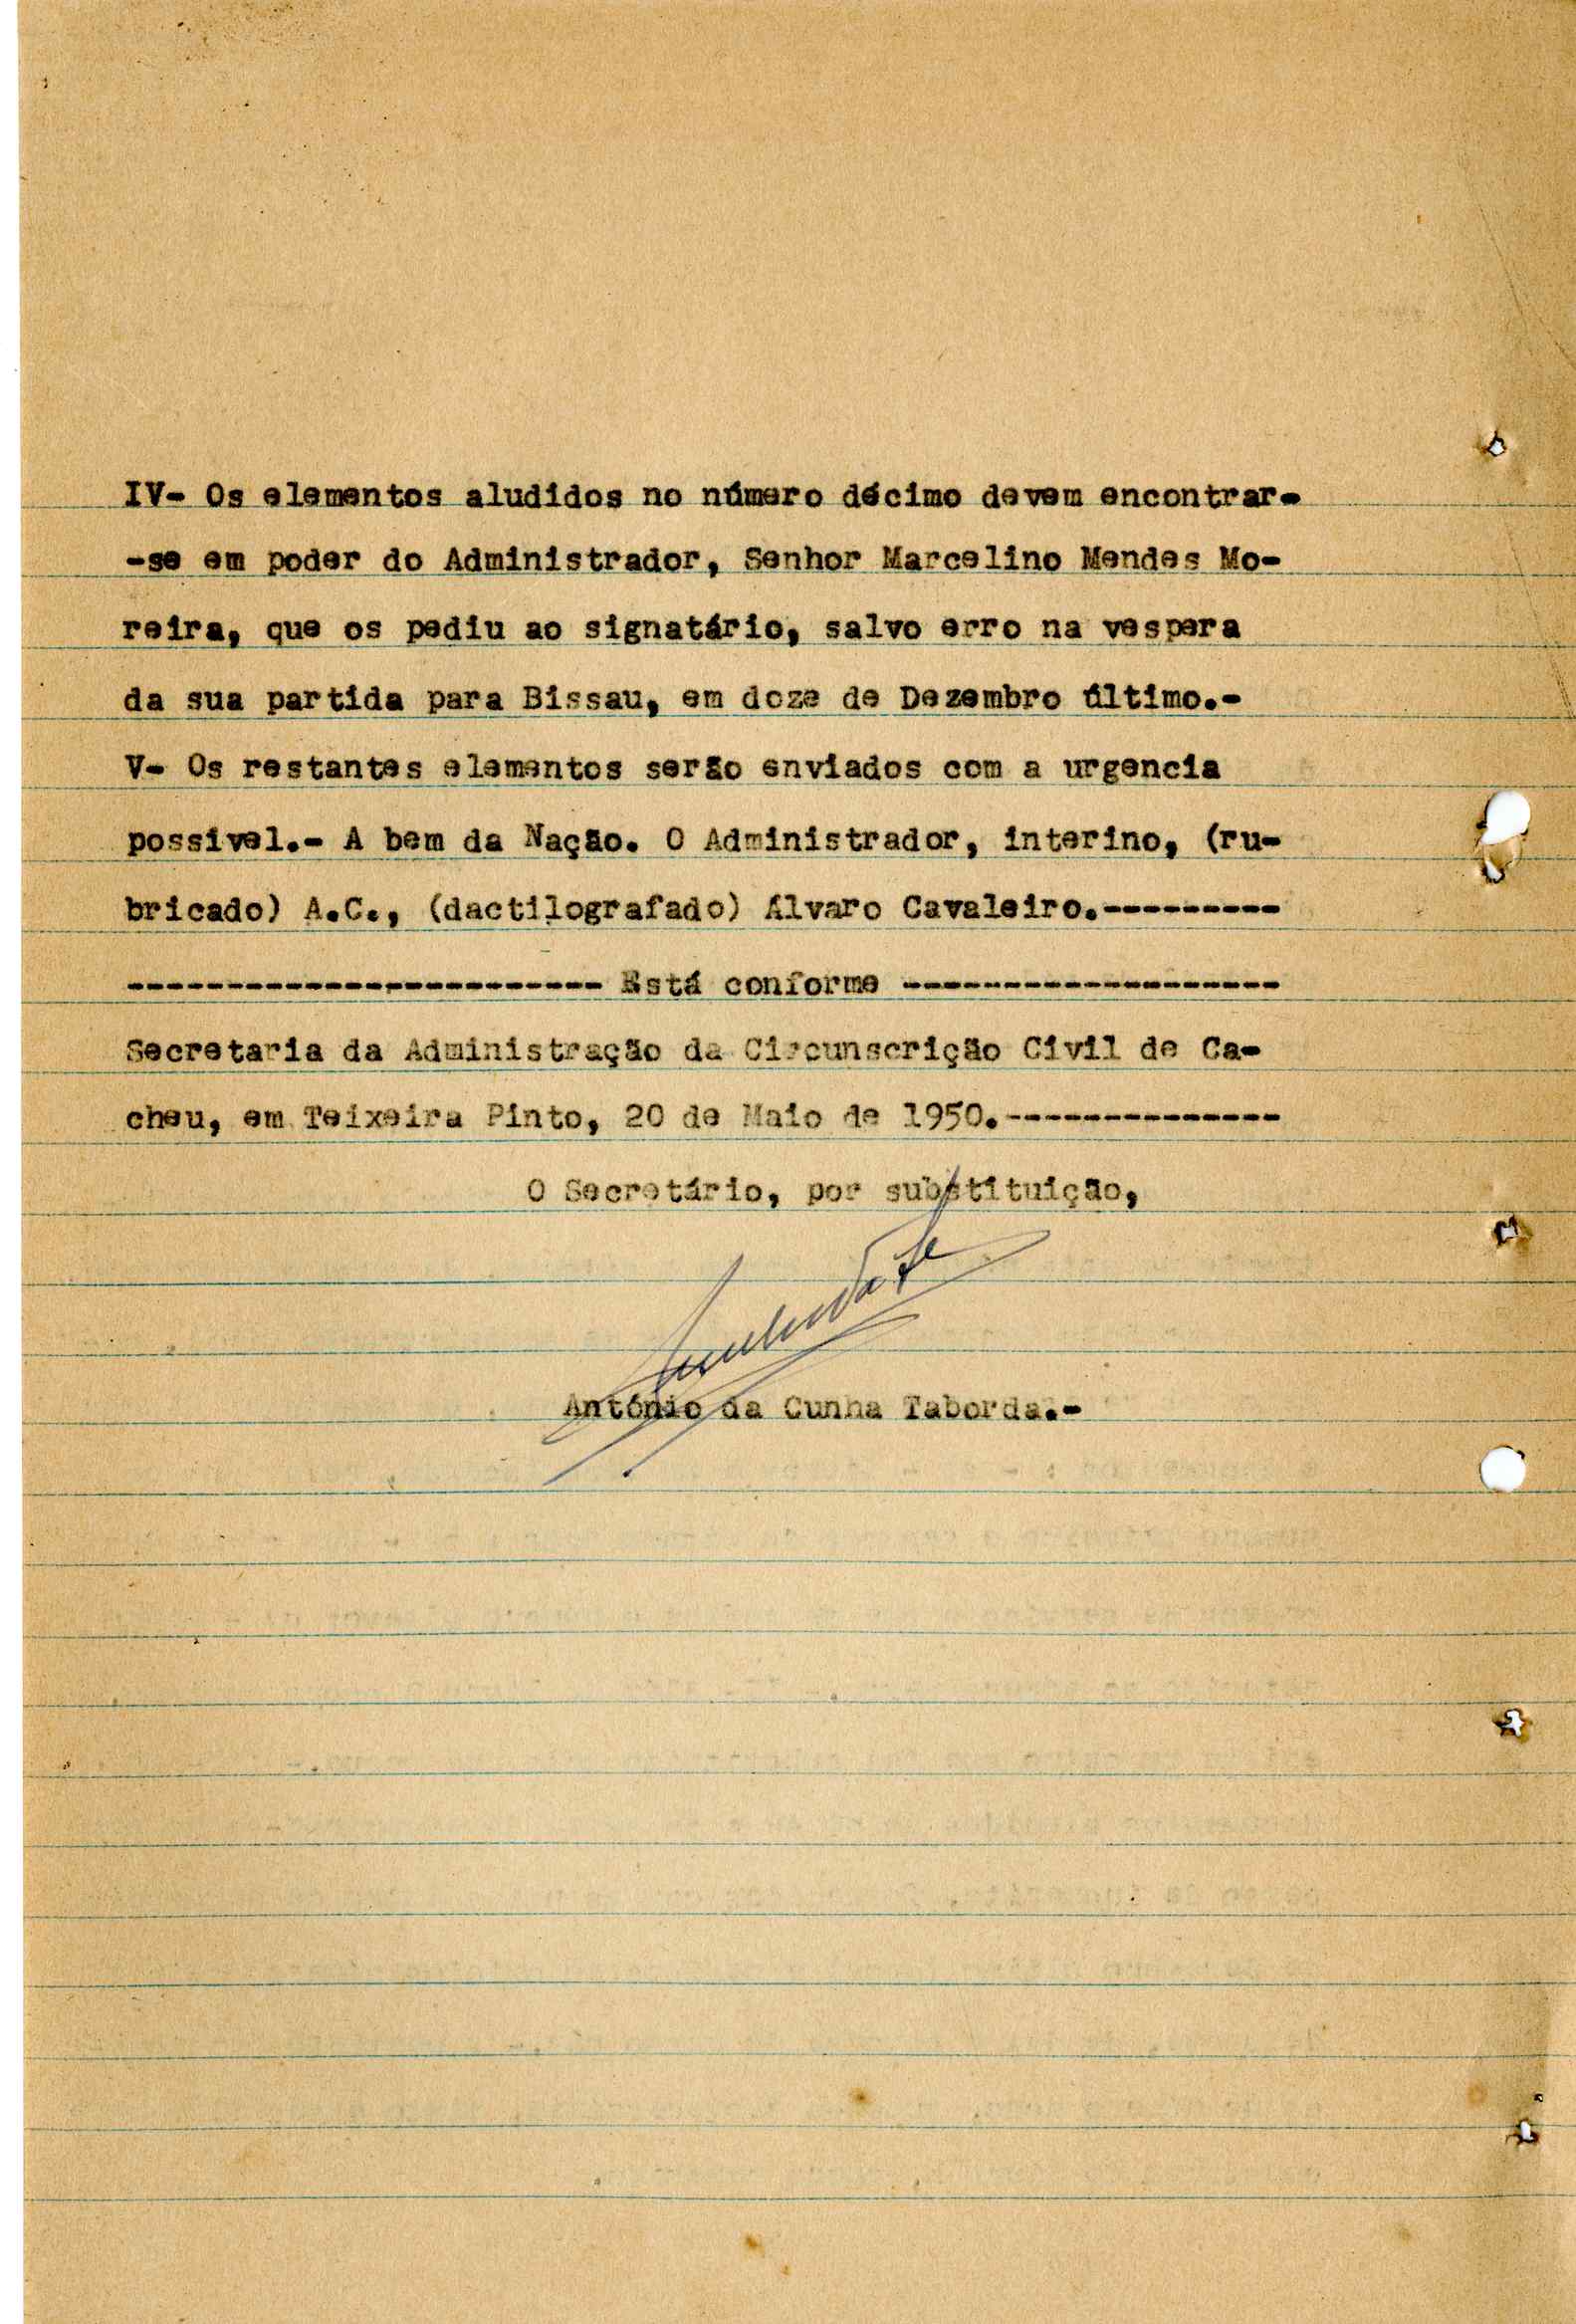 IV- Os elementos aludidos no número décimo devem encontrar-
-se em poder do Administrador, Senhor Marcelino Mendes Mo-
reira, que os pediu ao signatário, salvo erro na vespera
da sua partida para Bissau, em doze de Dezembro último.-
V- Os restantes elementos serão enviados com a urgencia
possivel.- A bem da Nação. O Administrador, interino, (ru-
bricado) A.C., (dactilografado) Álvaro Cavaleiro.---------
------------------------ Está conforme -------------------
Secretaria da Administração da Circunscrição Civil de Ca-
cheu, em Teixeira Pinto, 20 de Maio de 1950.--------------
O Secretário, por substituição,
António da Cunha Taborda.-